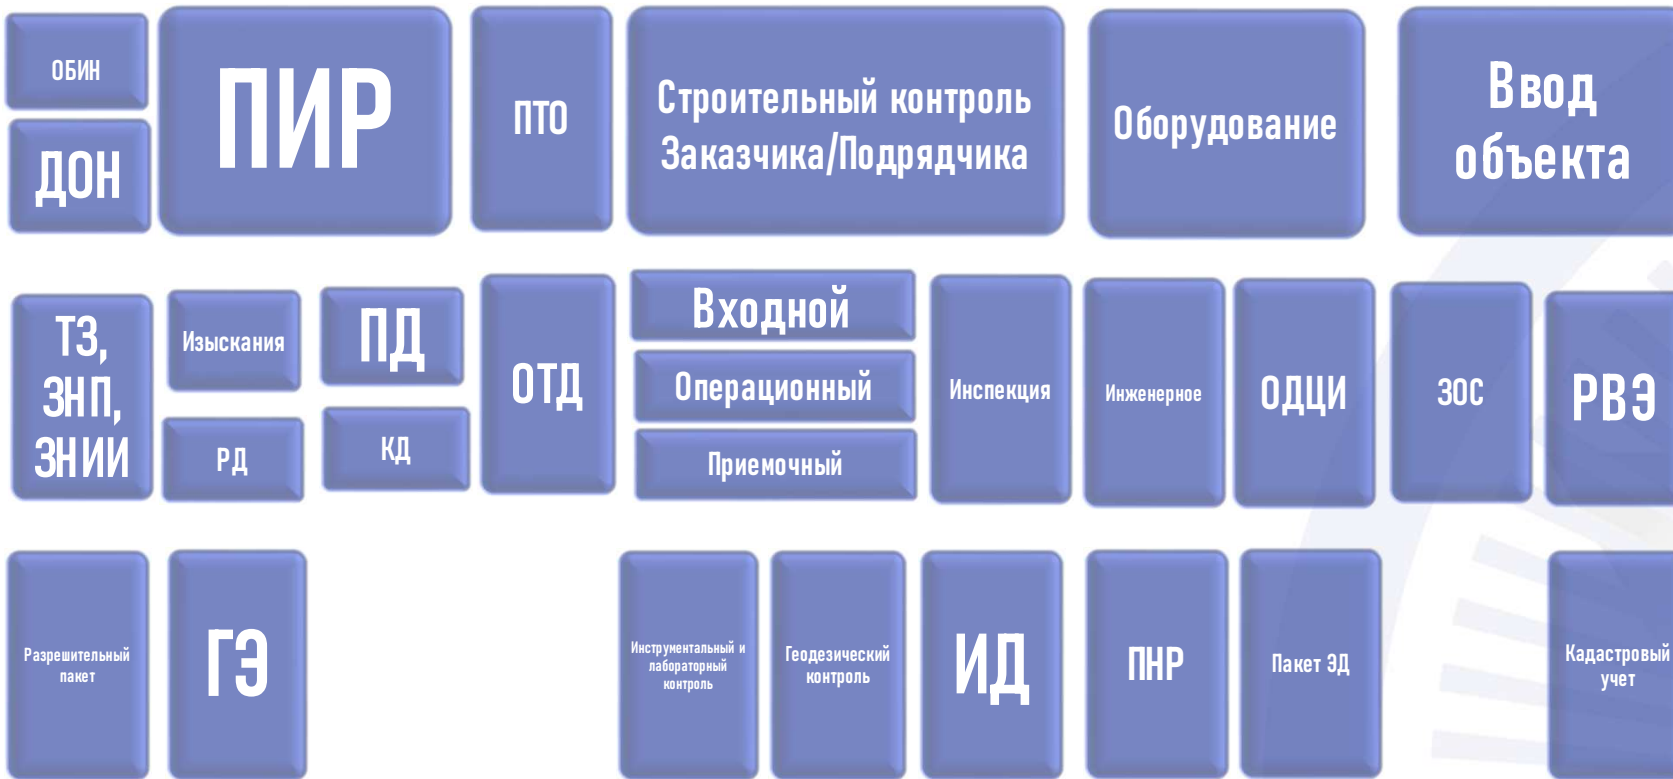 ОБИН
ДОН
ПИР
ПТО
Строительный контроль
Заказчика/Подрядчика
Оборудование
Ввод
объекта
ТЗ,
ЗНП,
ЗНИИ
Изыскания
РД
ПД
КД
ОТД
Входной
Операционный
Приемочный
Инспекция
Инженерное
ОДЦИ
ЗОС
РВЭ
Разрешительный
пакет
ГЭ
Инструментальный и
лабораторный
контроль
Геодезический
контроль
ИД
ПНР
Пакет ЭД
Кадастровый
учет